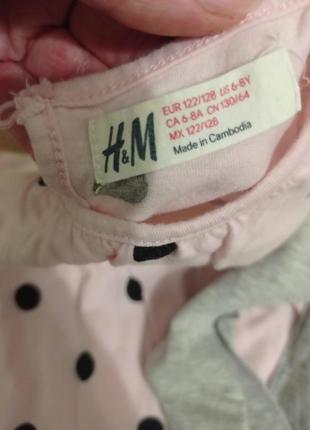 H&M
EUR 122/128 US 6-8Y
CA 6-8A CN 130/64
MX 122/128
Made in Cambodia